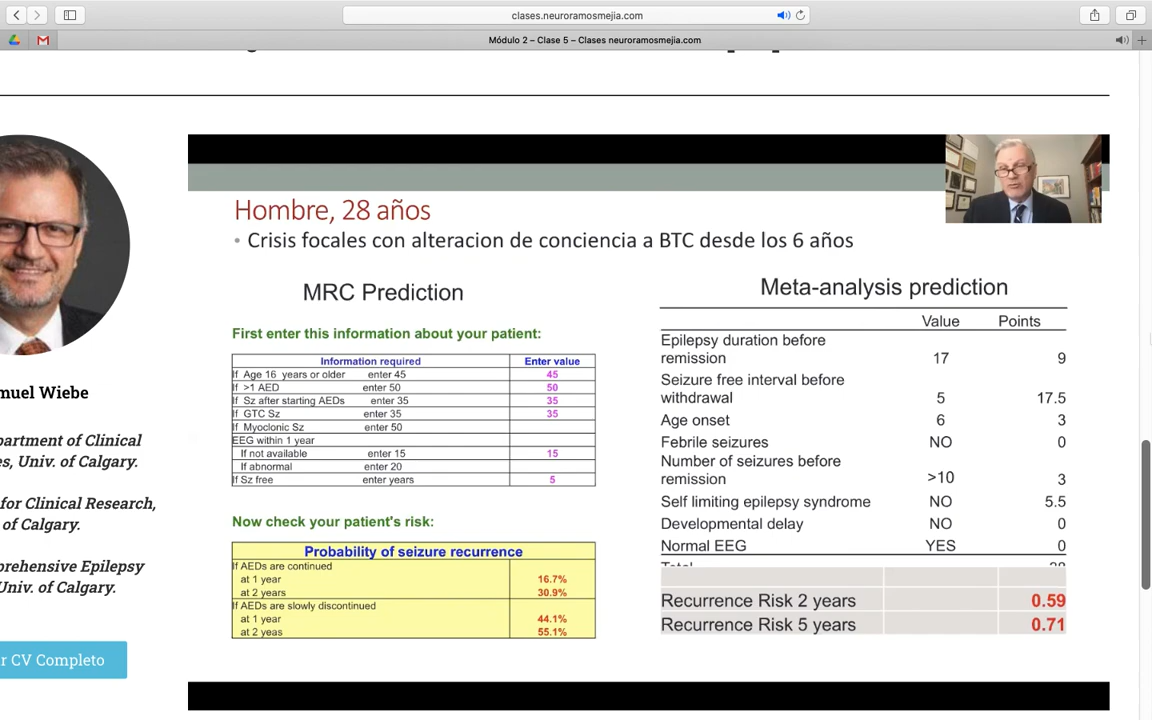 clases.neuroramosmejia.com
Módulo 2 – Clase 5 – Clases neuroramosmejia.com
muel Wiebe
partment of Clinical
es, Univ. of Calgary.
for Clinical Research,
of Calgary.
prehensive Epilepsy
Univ. of Calgary.
r CV Completo
Hombre, 28 años
• Crisis focales con alteracion de conciencia a BTC desde los 6 años
MRC Prediction
First enter this information about your patient:
Information required Enter value
If Age 16 years or older enter 45 45
If >1 AED enter 50 50
If Sz after starting AEDs enter 35 35
If GTC Sz enter 35 35
If Myoclonic Sz enter 50
EEG within 1 year
If not available enter 15 15
If abnormal enter 20
If Sz free enter years 5
Now check your patient's risk:
Probability of seizure recurrence
If AEDs are continued
at 1 year 16.7%
at 2 years 30.9%
If AEDs are slowly discontinued
at 1 year 44.1%
at 2 yeas 55.1%
Meta-analysis prediction
Value Points
Epilepsy duration before
remission 17 9
Seizure free interval before
withdrawal 5 17.5
Age onset 6 3
Febrile seizures NO 0
Number of seizures before
remission >10 3
Self limiting epilepsy syndrome NO 5.5
Developmental delay NO 0
Normal EEG YES 0
Total 38
Recurrence Risk 2 years 0.59
Recurrence Risk 5 years 0.71